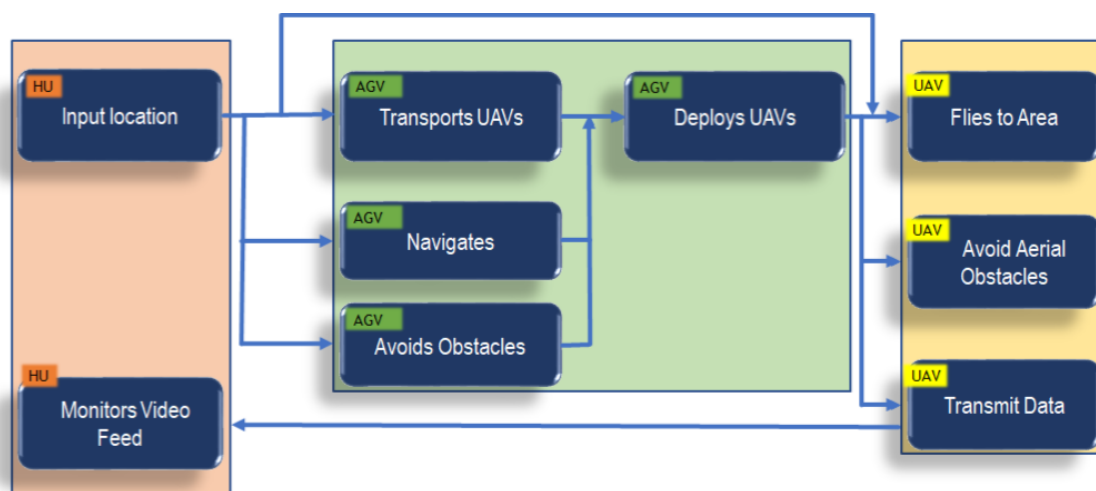 HU
Input location
HU
Monitors Video
Feed
AGV
Transports UAVs
AGV
Navigates
AGV
Avoids Obstacles
AGV
Deploys UAVs
UAV
Flies to Area
UAV
Avoid Aerial
Obstacles
UAV
Transmit Data